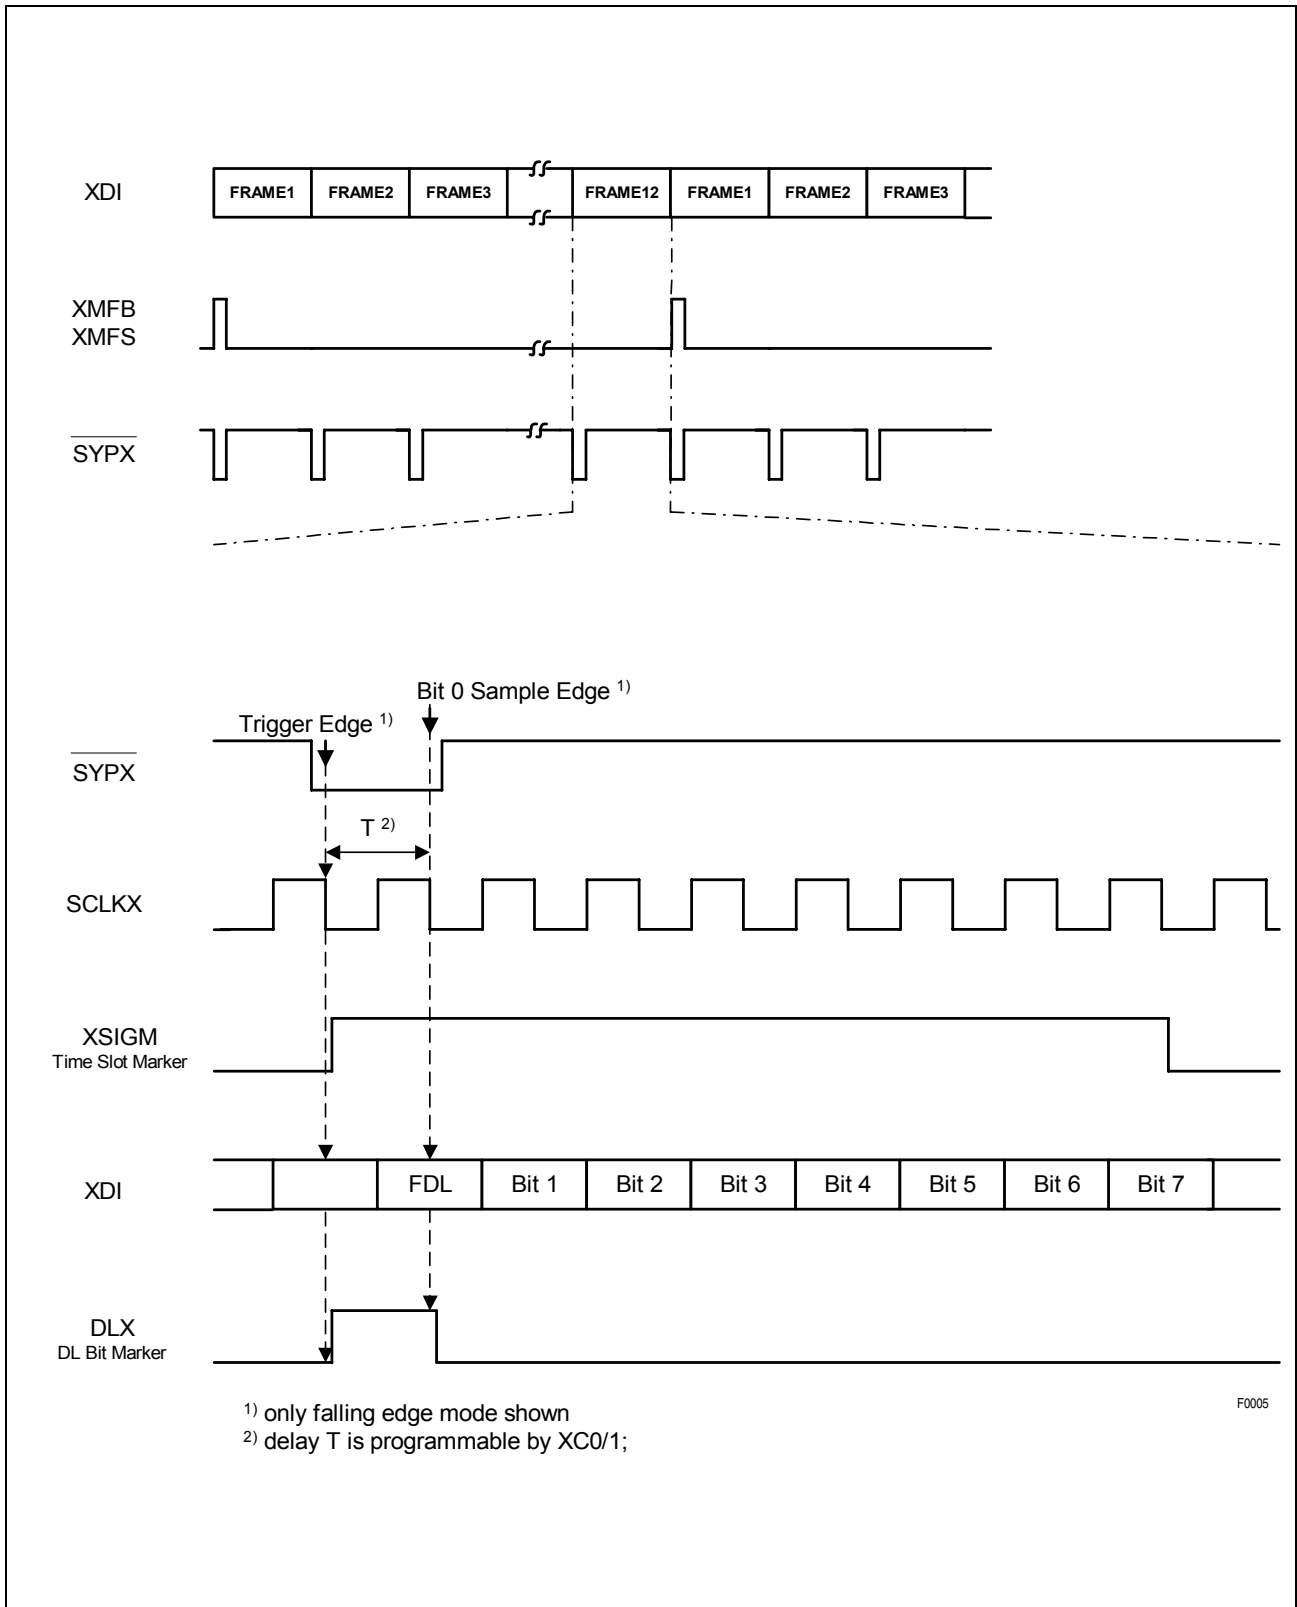 XDI
FRAME1 FRAME2 FRAME3 FRAME12 FRAME1 FRAME2 FRAME3
XMFB
XMFS
SYPX
Bit 0 Sample Edge 1)
Trigger Edge 1)
SYPX
T 2)
SCLKX
XSIGM
Time Slot Marker
XDI
FDL Bit 1 Bit 2 Bit 3 Bit 4 Bit 5 Bit 6 Bit 7
DLX
DL Bit Marker
1) only falling edge mode shown
2) delay T is programmable by XC0/1;
F0005